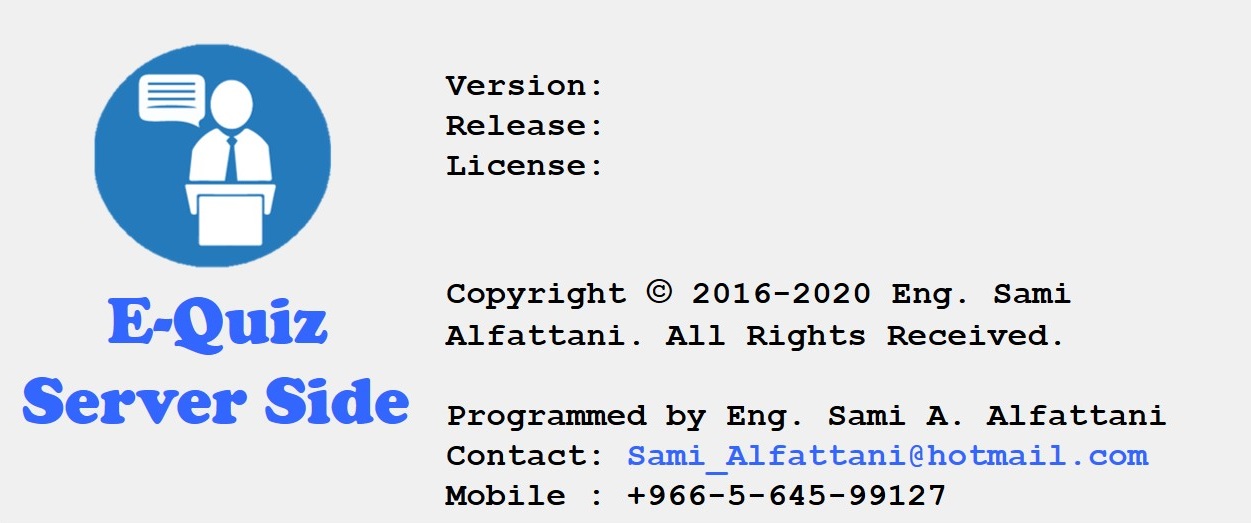 E-Quiz
Server Side
Version:
Release:
License:
Copyright © 2016-2020 Eng. Sami
Alfattani. All Rights Received.
Programmed by Eng. Sami A. Alfattani
Contact: Sami_Alfattani@hotmail.com
Mobile : +966-5-645-99127